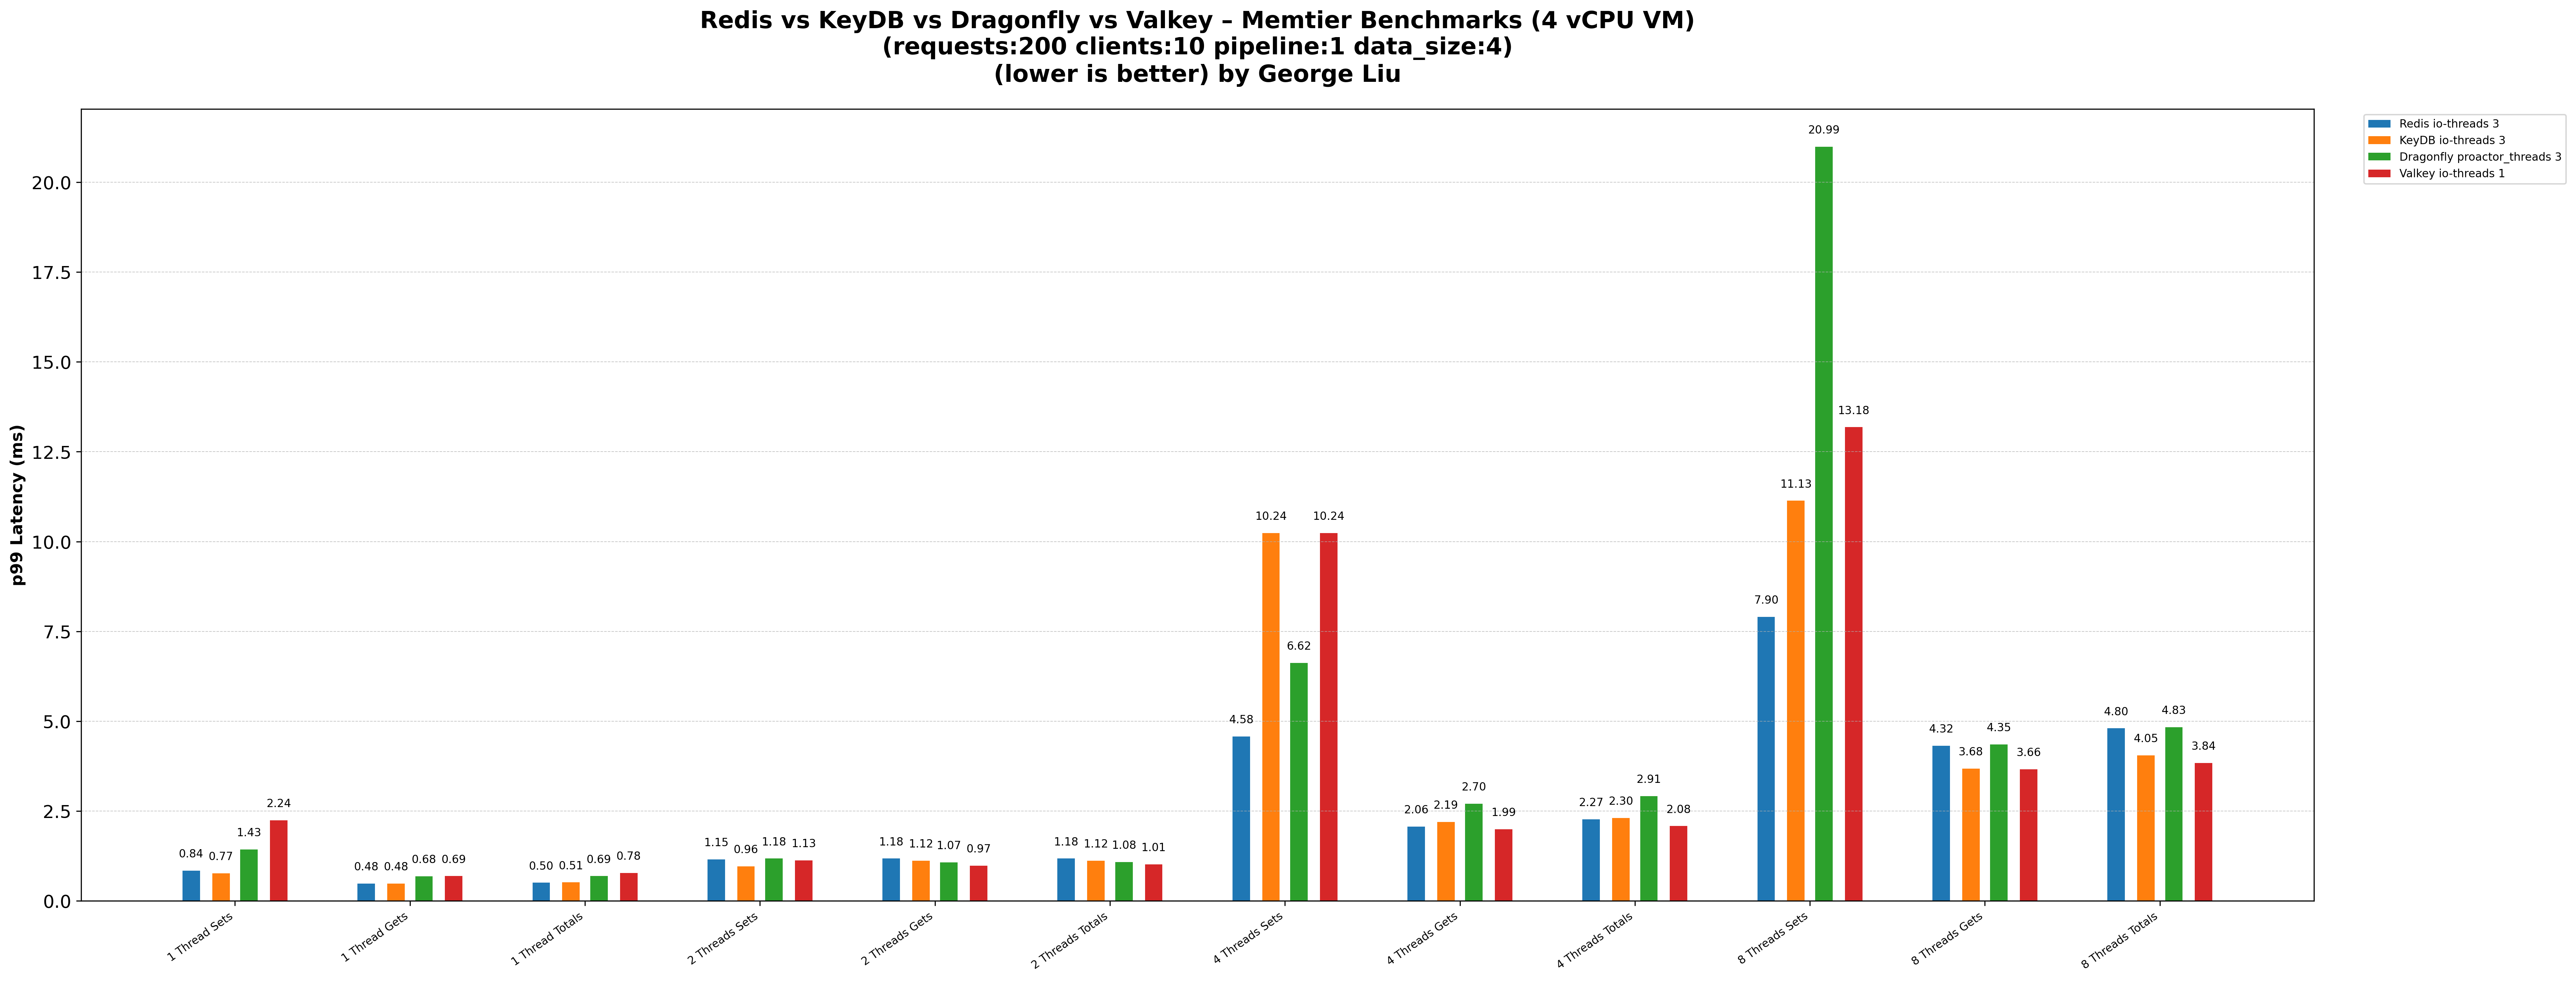 Redis vs KeyDB vs Dragonfly vs Valkey – Memtier Benchmarks (4 vCPU VM)
(requests:200 clients:10 pipeline:1 data_size:4)
(lower is better) by George Liu
Redis io-threads 3
KeyDB io-threads 3
Dragonfly proactor_threads 3
Valkey io-threads 1
p99 Latency (ms)
20.0
17.5
15.0
12.5
10.0
7.5
5.0
2.5
0.0
0.84 0.77 1.43 2.24
0.48 0.48 0.68 0.69
0.50 0.51 0.69 0.78
1.15 0.96 1.18 1.13
1.18 1.12 1.07 0.97
1.18 1.12 1.08 1.01
4.58 10.24 6.62 10.24
2.06 2.19 2.70 1.99
2.27 2.30 2.91 2.08
7.90 11.13 20.99 13.18
4.32 3.68 4.35 3.66
4.80 4.05 4.83 3.84
1 Thread Sets
1 Thread Gets
1 Thread Totals
2 Threads Sets
2 Threads Gets
2 Threads Totals
4 Threads Sets
4 Threads Gets
4 Threads Totals
8 Threads Sets
8 Threads Gets
8 Threads Totals